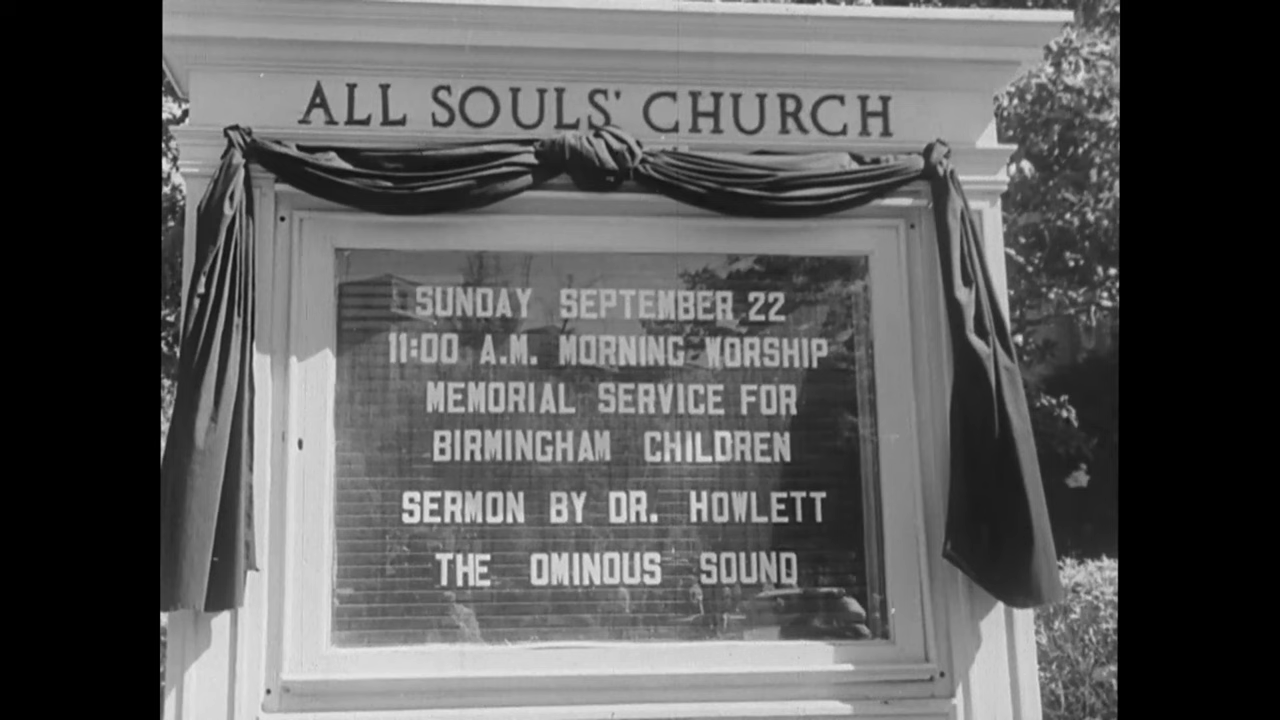 ALL SOULS' CHURCH
SUNDAY SEPTEMBER 22
11:00 A.M. MORNING WORSHIP
MEMORIAL SERVICE FOR
BIRMINGHAM CHILDREN
SERMON BY DR. HOWLETT
THE OMINOUS SOUND